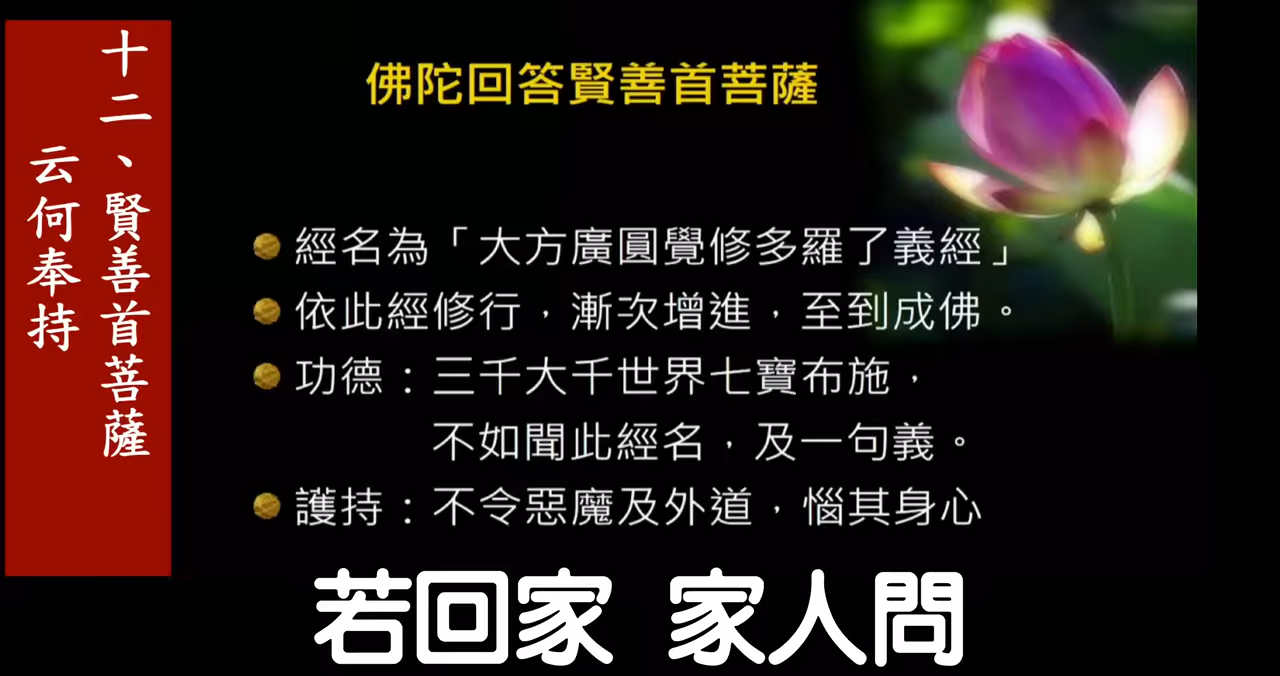 十二、賢善首菩薩
云何奉持
佛陀回答賢善首菩薩
經名為「大方廣圓覺修多羅了義經」
依此經修行，漸次增進，至到成佛。
功德：三千大千世界七寶布施，
不如聞此經名，及一句義。
護持：不令惡魔及外道，惱其身心
若回家 家人問